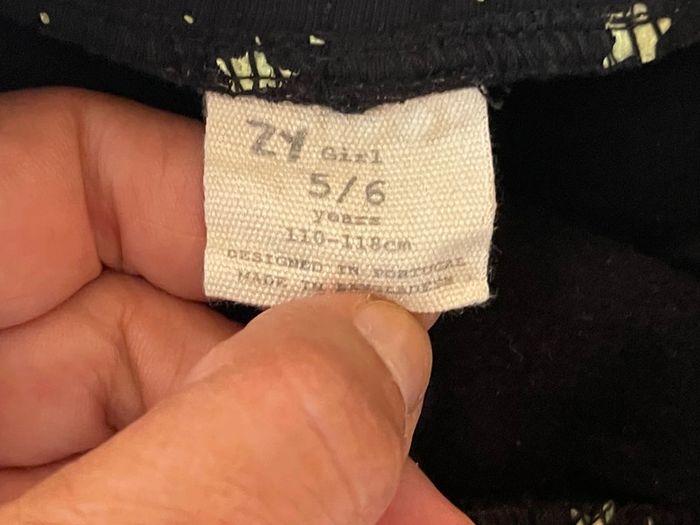 ZY Girl
5/6
years
110-118cm
DESIGNED IN PORTUGAL
MADE IN BANGLADESH